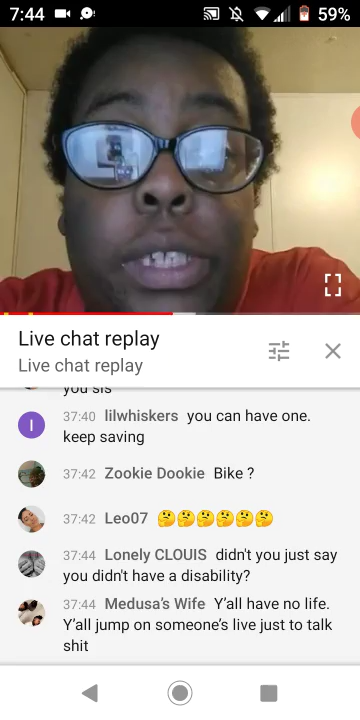 7:44 59%
Live chat replay
Live chat replay
you sis
I 37:40 lilwhiskers you can have one.
keep saving
37:42 Zookie Dookie Bike ?
37:42 Leo07 🤔🤔🤔🤔🤔🤔
37:44 Lonely CLOUIS didn't you just say
you didn't have a disability?
37:44 Medusa's Wife Y'all have no life.
Y'all jump on someone's live just to talk
shit